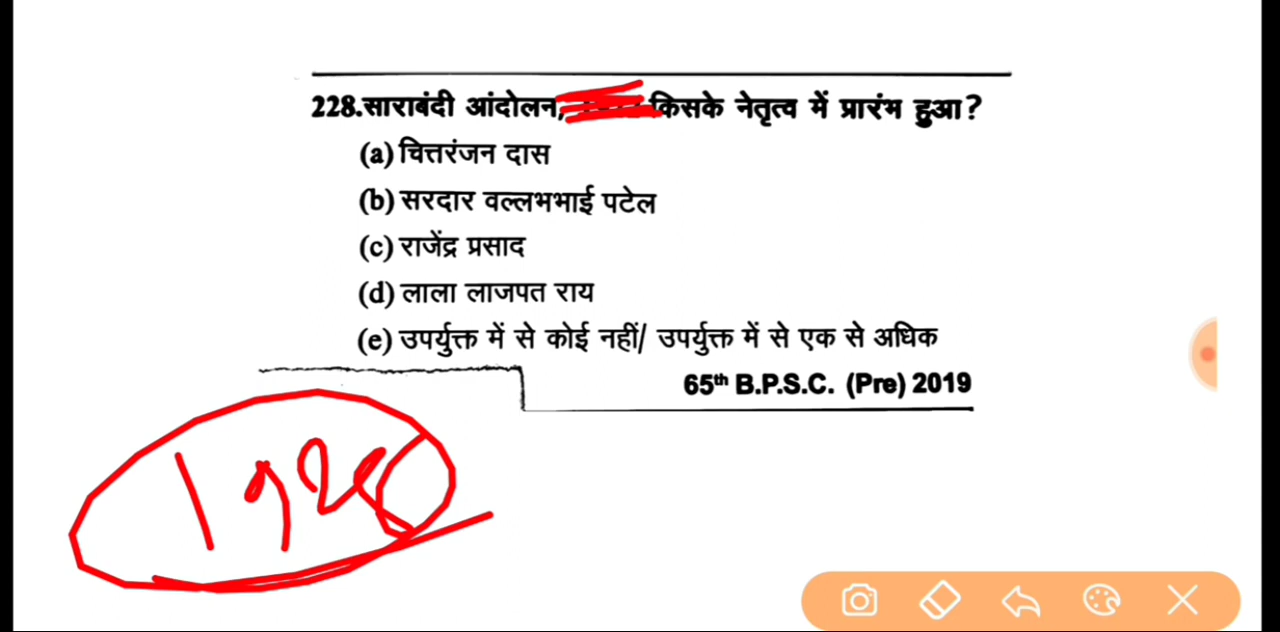 228.साराबंदी आंदोलन, किसके नेतृत्व में प्रारंभ हुआ?
(a) चित्तरंजन दास
(b) सरदार वल्लभभाई पटेल
(c) राजेंद्र प्रसाद
(d) लाला लाजपत राय
(e) उपर्युक्त में से कोई नहीं/ उपर्युक्त में से एक से अधिक
65th B.P.S.C. (Pre) 2019